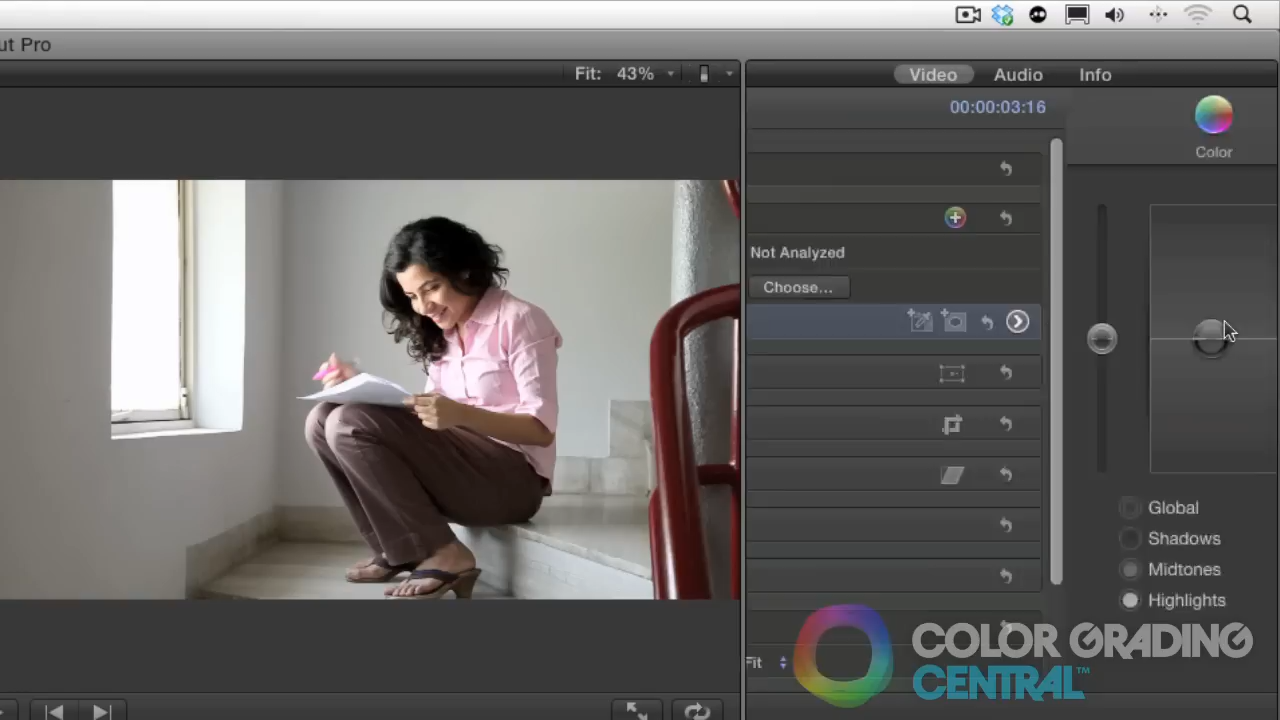 ut Pro
Fit: 43%
Video Audio Info
00:00:03:16
Color
Not Analyzed
Choose...
Global
Shadows
Midtones
Highlights
Fit
COLOR GRADING
CENTRAL™